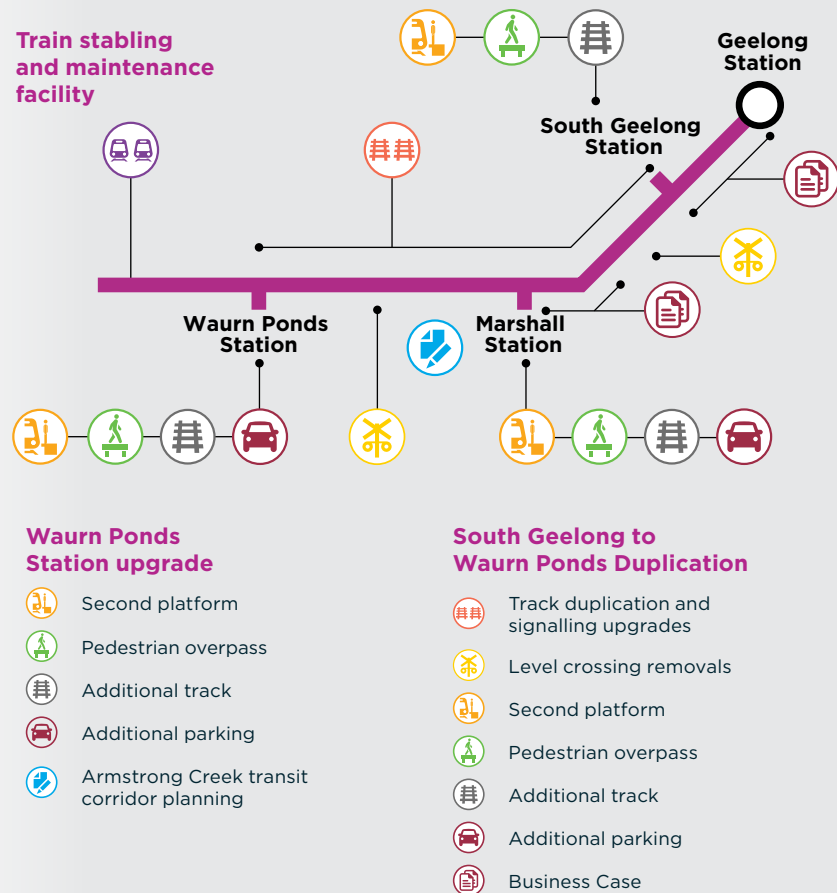 Train stabling
and maintenance
facility
Geelong
Station
South Geelong
Station
Waurn Ponds
Station
Marshall
Station
Waurn Ponds
Station upgrade
Second platform
Pedestrian overpass
Additional track
Additional parking
Armstrong Creek transit
corridor planning
South Geelong to
Waurn Ponds Duplication
Track duplication and
signalling upgrades
Level crossing removals
Second platform
Pedestrian overpass
Additional track
Additional parking
Business Case